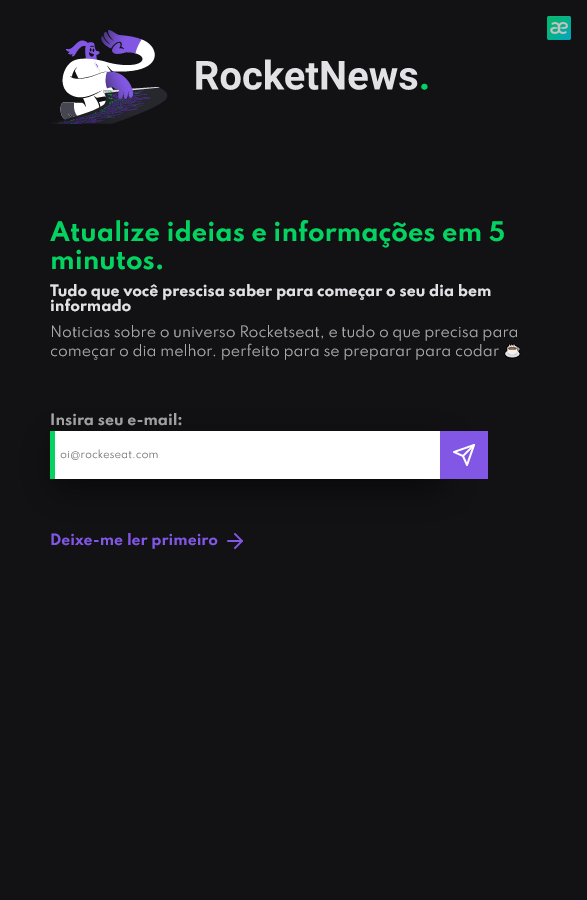 æ
RocketNews.
Atualize ideias e informações em 5
minutos.
Tudo que você prescisa saber para começar o seu dia bem
informado
Noticias sobre o universo Rocketseat, e tudo o que precisa para
começar o dia melhor. perfeito para se preparar para codar ☕
Insira seu e-mail:
oi@rockeseat.com
Deixe-me ler primeiro